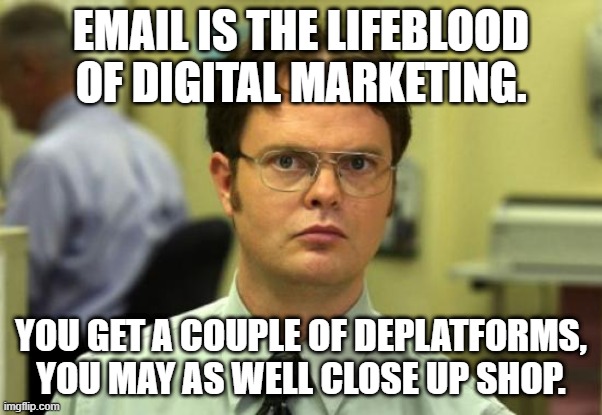 EMAIL IS THE LIFEBLOOD
OF DIGITAL MARKETING.
YOU GET A COUPLE OF DEPLATFORMS,
YOU MAY AS WELL CLOSE UP SHOP.
imgflip.com